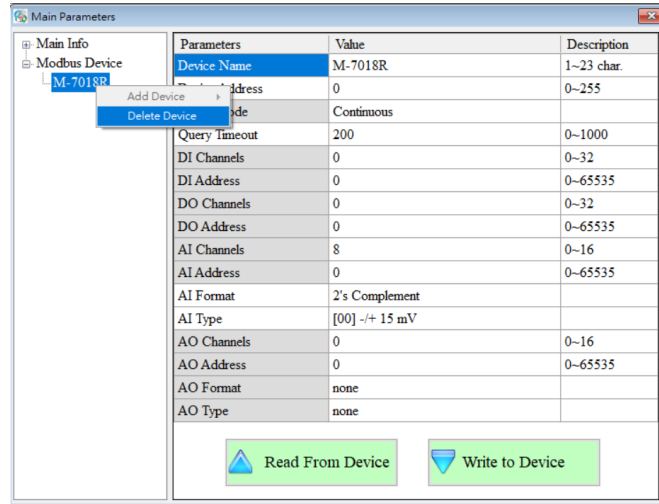 Main Parameters
Main Info
Modbus Device
M-7018R
Add Device
Delete Device
Parameters Value Description
Device Name M-7018R 1~23 char.
Address 0 0~255
Continuous
Query Timeout 200 0~1000
DI Channels 0 0~32
DI Address 0 0~65535
DO Channels 0 0~32
DO Address 0 0~65535
AI Channels 8 0~16
AI Address 0 0~65535
AI Format 2's Complement
AI Type [00] -/+ 15 mV
AO Channels 0 0~16
AO Address 0 0~65535
AO Format none
AO Type none
Read From Device Write to Device